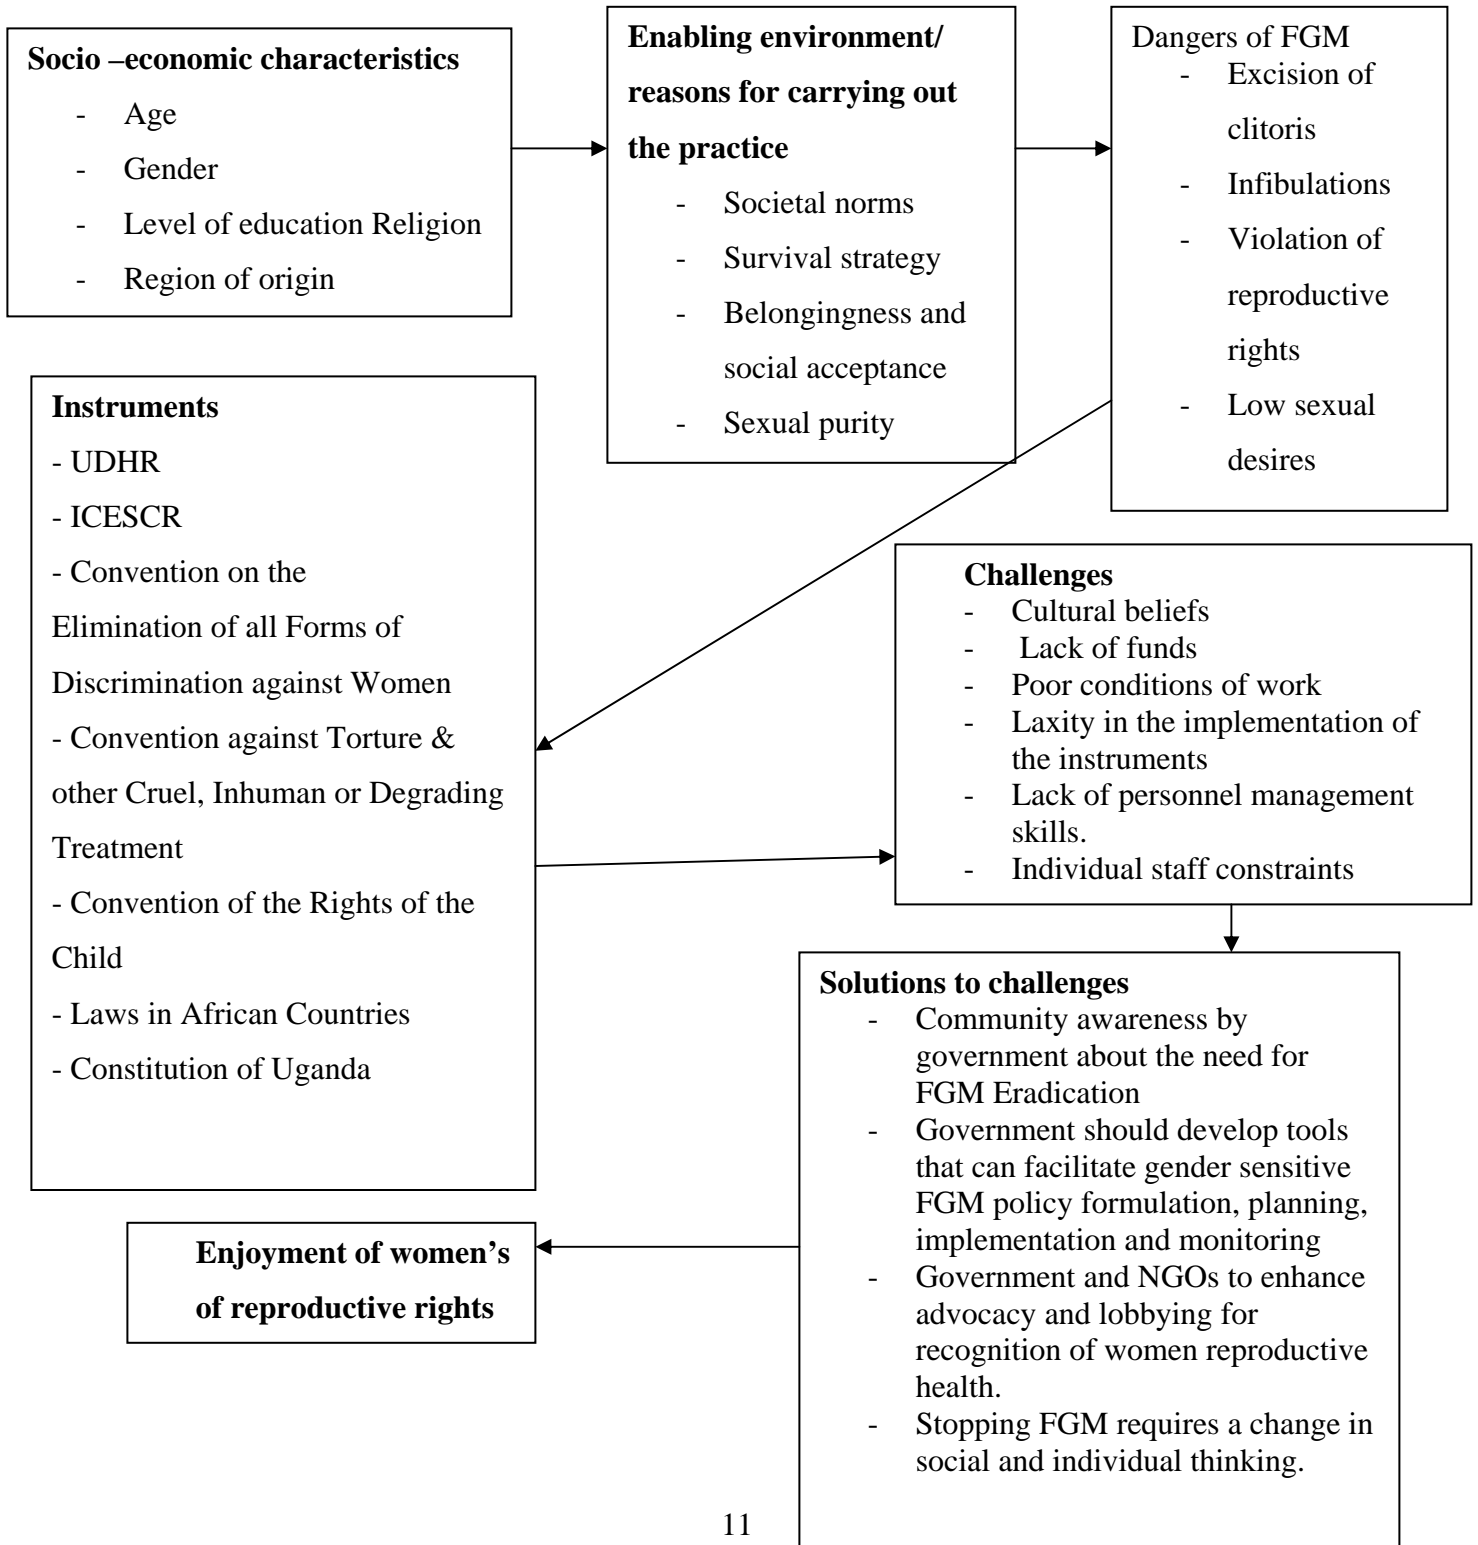 Socio –economic characteristics
- Age
- Gender
- Level of education Religion
- Region of origin
Enabling environment/
reasons for carrying out
the practice
- Societal norms
- Survival strategy
- Belongingness and
social acceptance
- Sexual purity
Dangers of FGM
- Excision of
clitoris
- Infibulations
- Violation of
reproductive
rights
- Low sexual
desires
Instruments
- UDHR
- ICESCR
- Convention on the
Elimination of all Forms of
Discrimination against Women
- Convention against Torture &
other Cruel, Inhuman or Degrading
Treatment
- Convention of the Rights of the
Child
- Laws in African Countries
- Constitution of Uganda
Challenges
- Cultural beliefs
- Lack of funds
- Poor conditions of work
- Laxity in the implementation of
the instruments
- Lack of personnel management
skills.
- Individual staff constraints
Solutions to challenges
- Community awareness by
government about the need for
FGM Eradication
- Government should develop tools
that can facilitate gender sensitive
FGM policy formulation, planning,
implementation and monitoring
- Government and NGOs to enhance
advocacy and lobbying for
recognition of women reproductive
health.
- Stopping FGM requires a change in
social and individual thinking.
Enjoyment of women’s
of reproductive rights
11